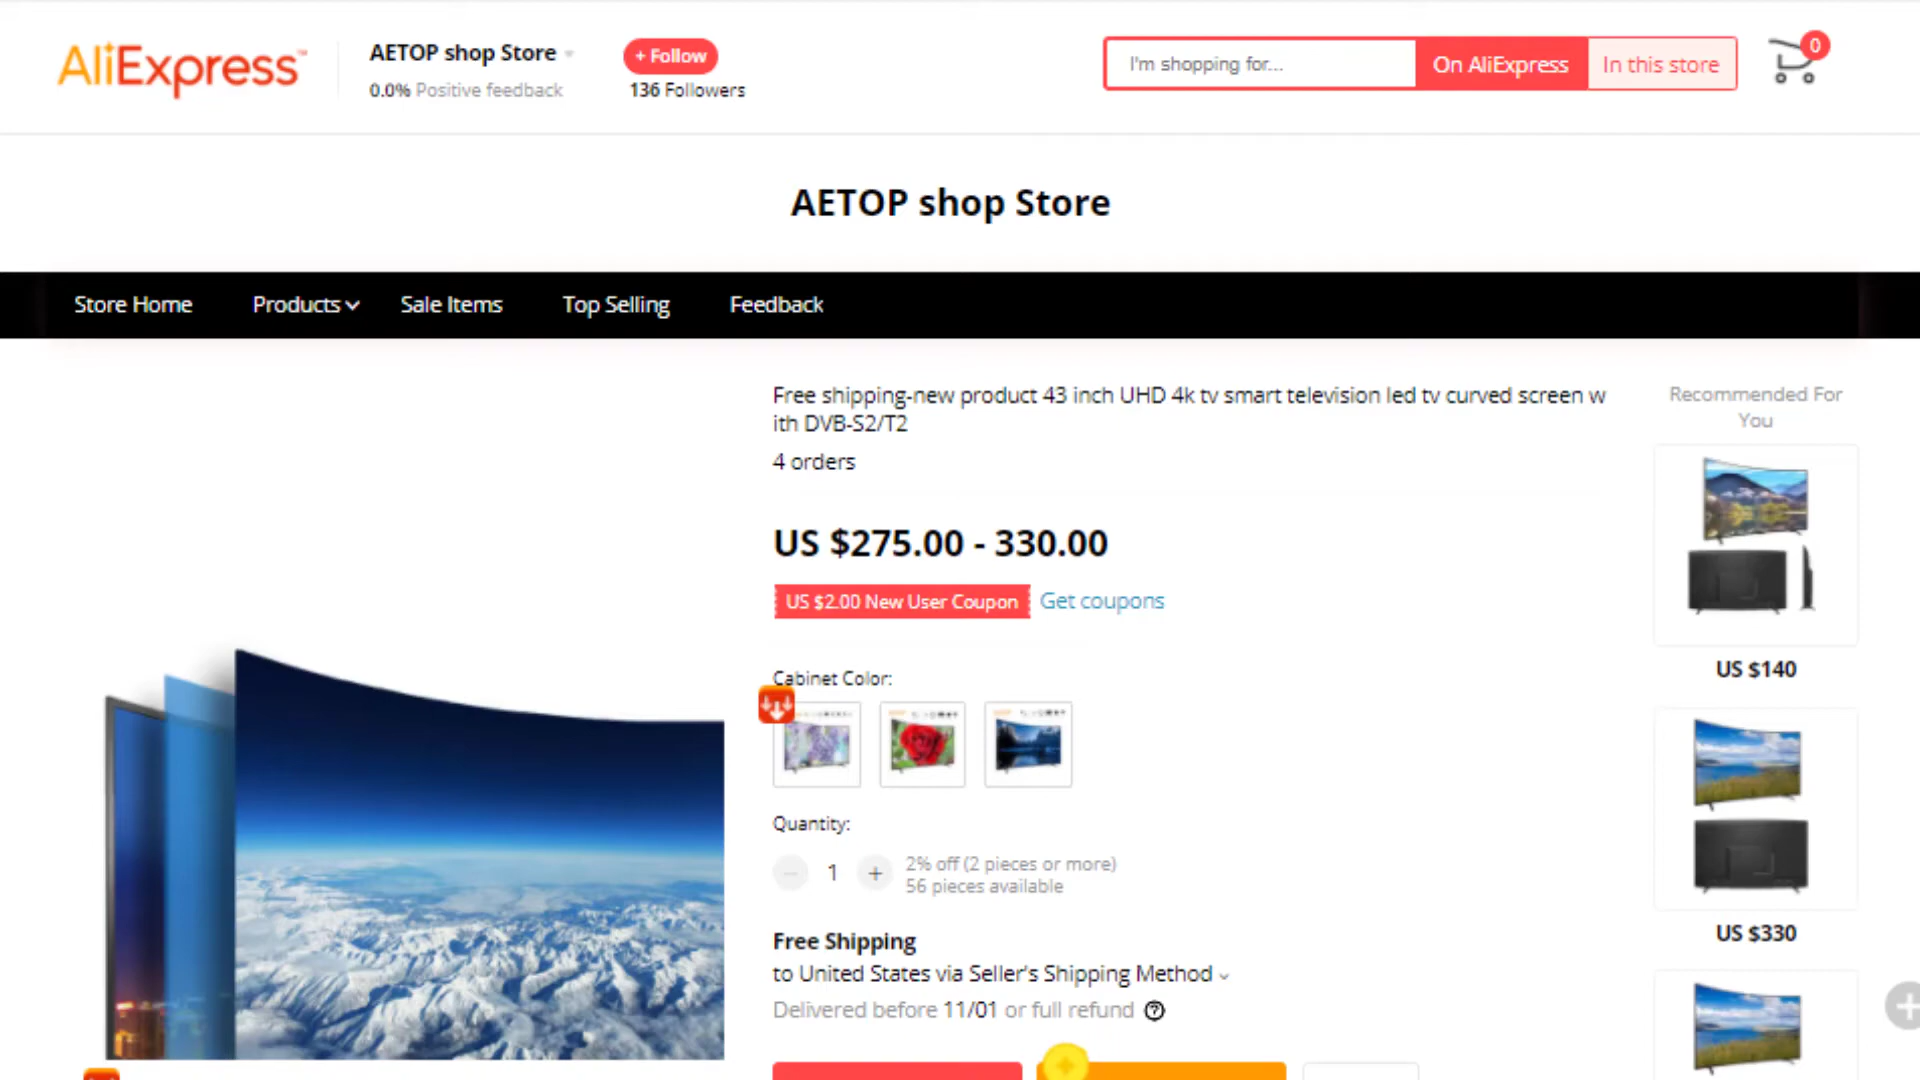 AliExpress™
AETOP shop Store
0.0% Positive feedback
+ Follow
136 Followers
I'm shopping for...
On AliExpress
In this store
0
AETOP shop Store
Store Home
Products
Sale Items
Top Selling
Feedback
Free shipping-new product 43 inch UHD 4k tv smart television led tv curved screen w
ith DVB-S2/T2
4 orders
US $275.00 - 330.00
US $2.00 New User Coupon
Get coupons
Cabinet Color:
Quantity:
1
2% off (2 pieces or more)
56 pieces available
Free Shipping
to United States via Seller's Shipping Method
Delivered before 11/01 or full refund
Recommended For
You
US $140
US $330